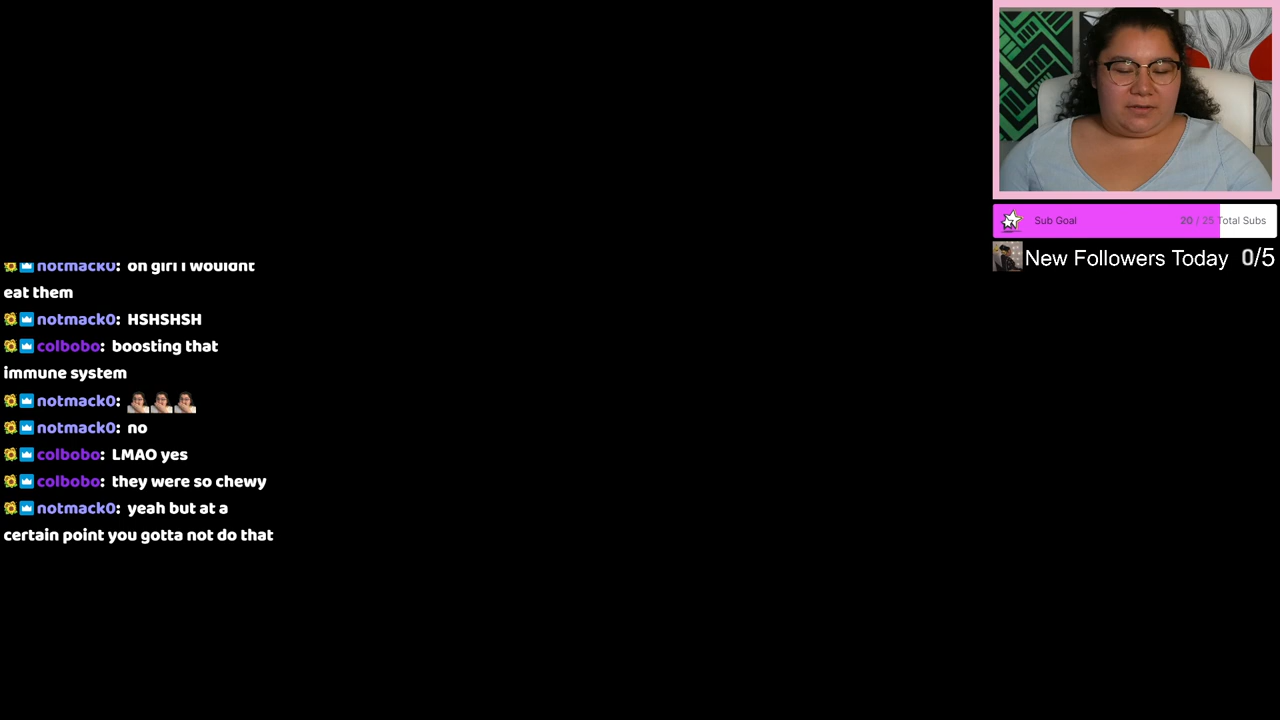 Sub Goal 20 / 25 Total Subs
New Followers Today 0/5
notmack0: oh girl i wouldnt
eat them
notmack0: HSHSHSH
colbobo: boosting that
immune system
notmack0:
notmack0: no
colbobo: LMAO yes
colbobo: they were so chewy
notmack0: yeah but at a
certain point you gotta not do that